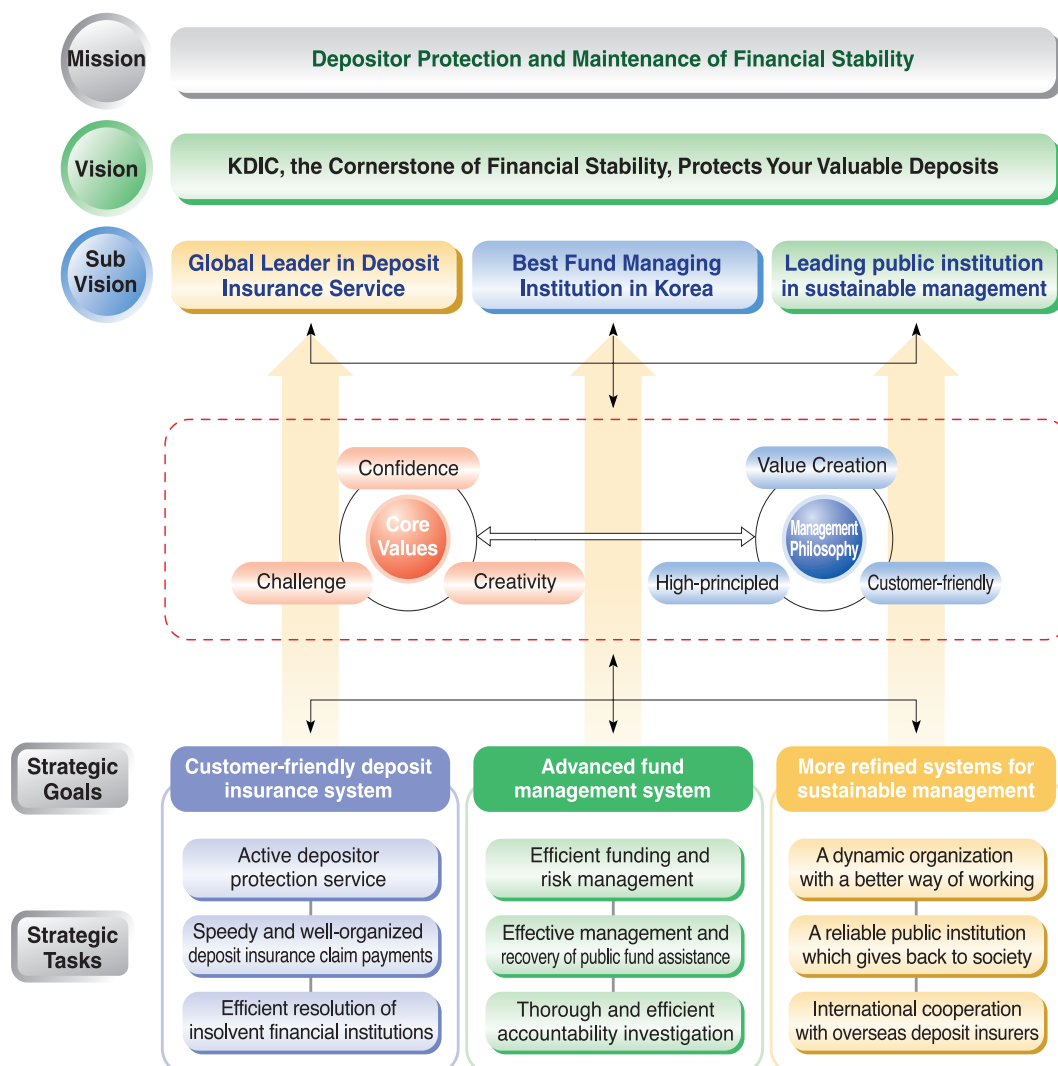 Mission
Depositor Protection and Maintenance of Financial Stability
Vision
KDIC, the Cornerstone of Financial Stability, Protects Your Valuable Deposits
Sub
Vision
Global Leader in Deposit
Insurance Service
Best Fund Managing
Institution in Korea
Leading public institution
in sustainable management
Confidence
Core
Values
Challenge
Creativity
Value Creation
Management
Philosophy
High-principled
Customer-friendly
Strategic
Goals
Customer-friendly deposit
insurance system
Advanced fund
management system
More refined systems for
sustainable management
Strategic
Tasks
Active depositor
protection service
Speedy and well-organized
deposit insurance claim payments
Efficient resolution of
insolvent financial institutions
Efficient funding and
risk management
Effective management and
recovery of public fund assistance
Thorough and efficient
accountability investigation
A dynamic organization
with a better way of working
A reliable public institution
which gives back to society
International cooperation
with overseas deposit insurers